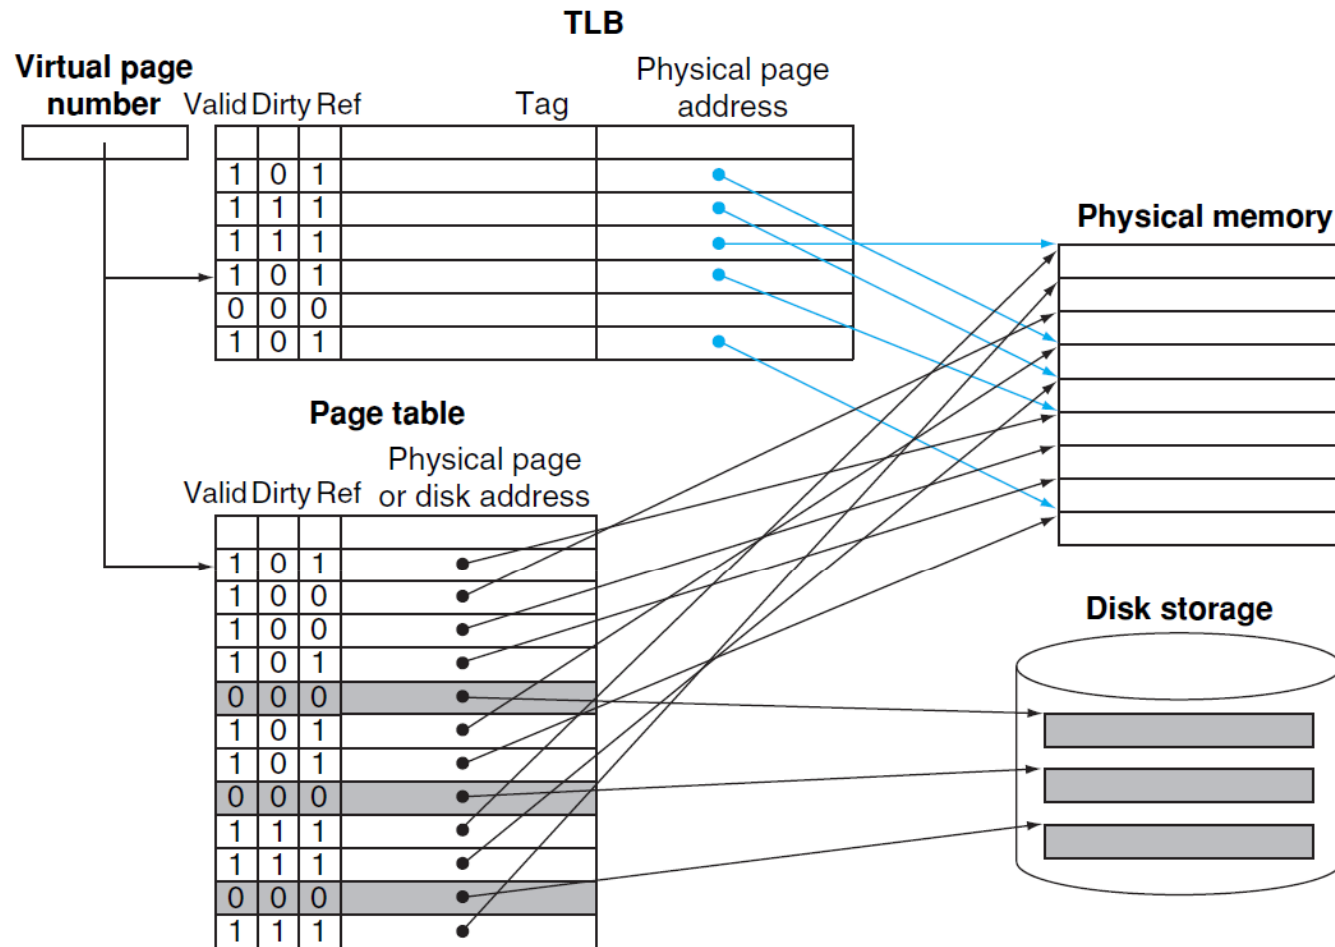 TLB
Virtual page
number
Valid Dirty Ref
Tag
Physical page
address
1 0 1
1 1 1
1 1 1
1 0 1
0 0 0
1 0 1
Physical memory
Page table
Physical page
or disk address
Valid Dirty Ref
1 0 1
1 0 0
1 0 0
1 0 1
0 0 0
1 0 1
1 0 1
0 0 0
1 1 1
1 1 1
0 0 0
1 1 1
Disk storage